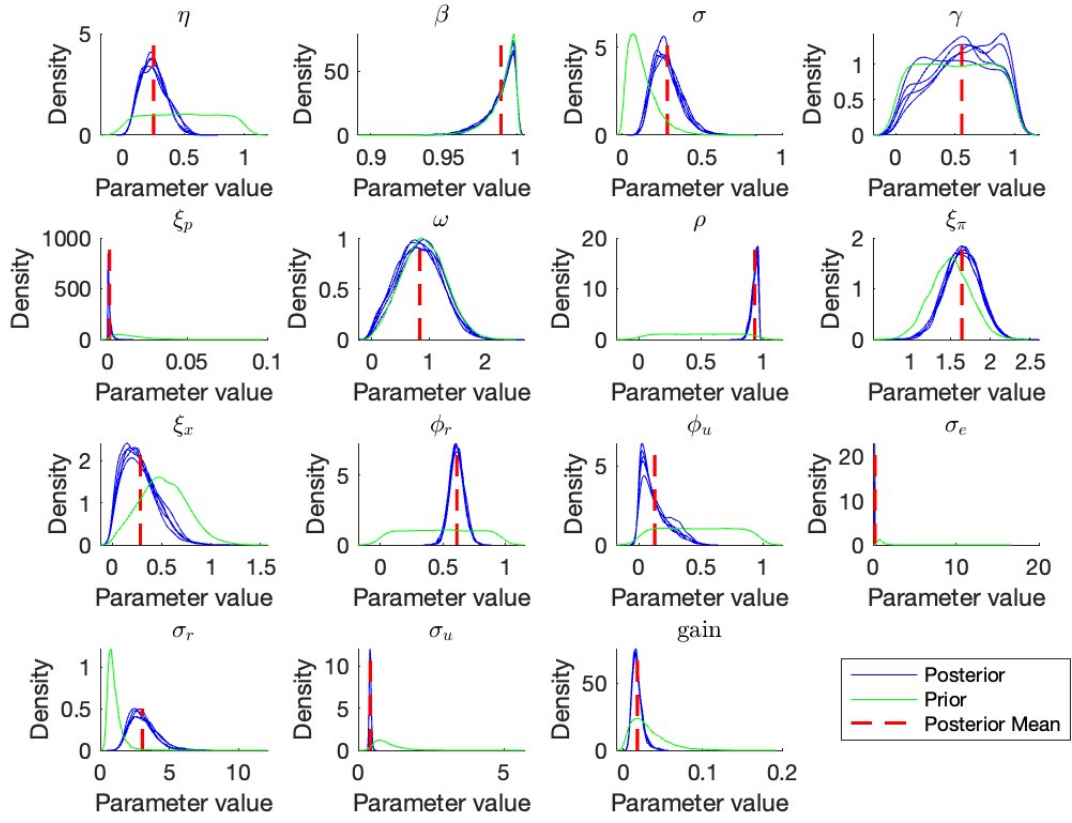 η
β
σ
γ
5
0
Density
0 0.5 1
Parameter value
50
0
Density
0.9 0.95 1
Parameter value
5
0
Density
0 0.5 1
Parameter value
1
0.5
0
Density
0 0.5 1
Parameter value
ξp
ω
ρ
ξπ
1000
500
0
Density
0 0.05 0.1
Parameter value
1
0.5
0
Density
0 1 2
Parameter value
20
10
0
Density
0 0.5 1
Parameter value
2
1
0
Density
1 1.5 2 2.5
Parameter value
ξx
ϕr
ϕu
σe
2
1
0
Density
0 0.5 1 1.5
Parameter value
5
0
Density
0 0.5 1
Parameter value
5
0
Density
0 0.5 1
Parameter value
20
10
0
Density
0 10 20
Parameter value
σr
σu
gain
1
0.5
0
Density
0 5 10
Parameter value
10
5
0
Density
0 5
Parameter value
50
0
Density
0 0.1 0.2
Parameter value
Posterior
Prior
Posterior Mean